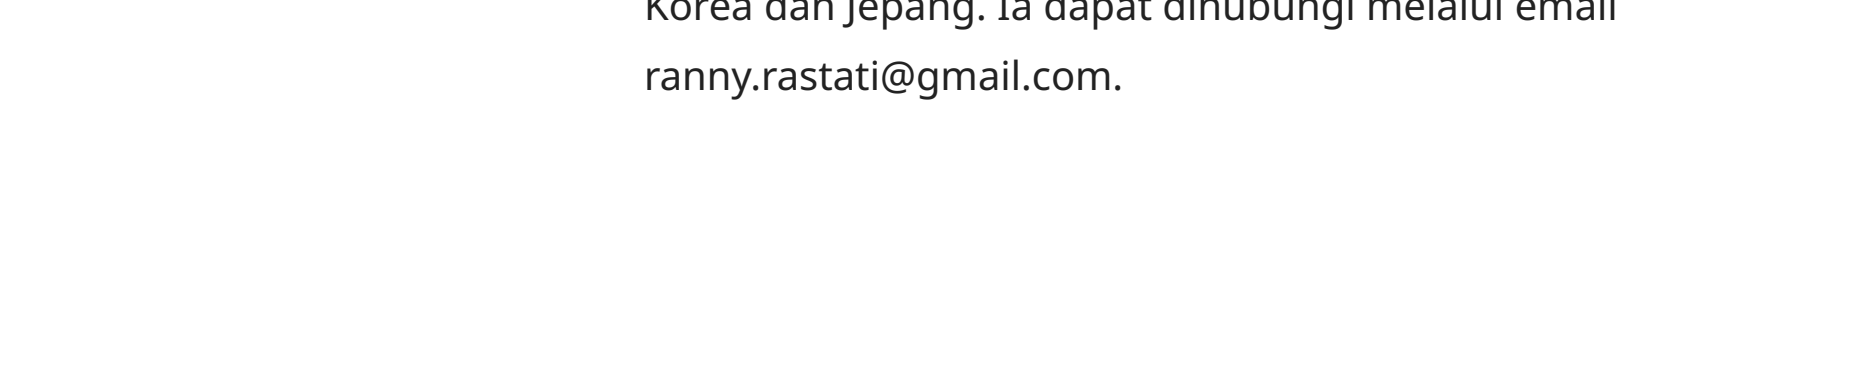 Korea dan Jepang. Ia dapat dihubungi melalui email
ranny.rastati@gmail.com.